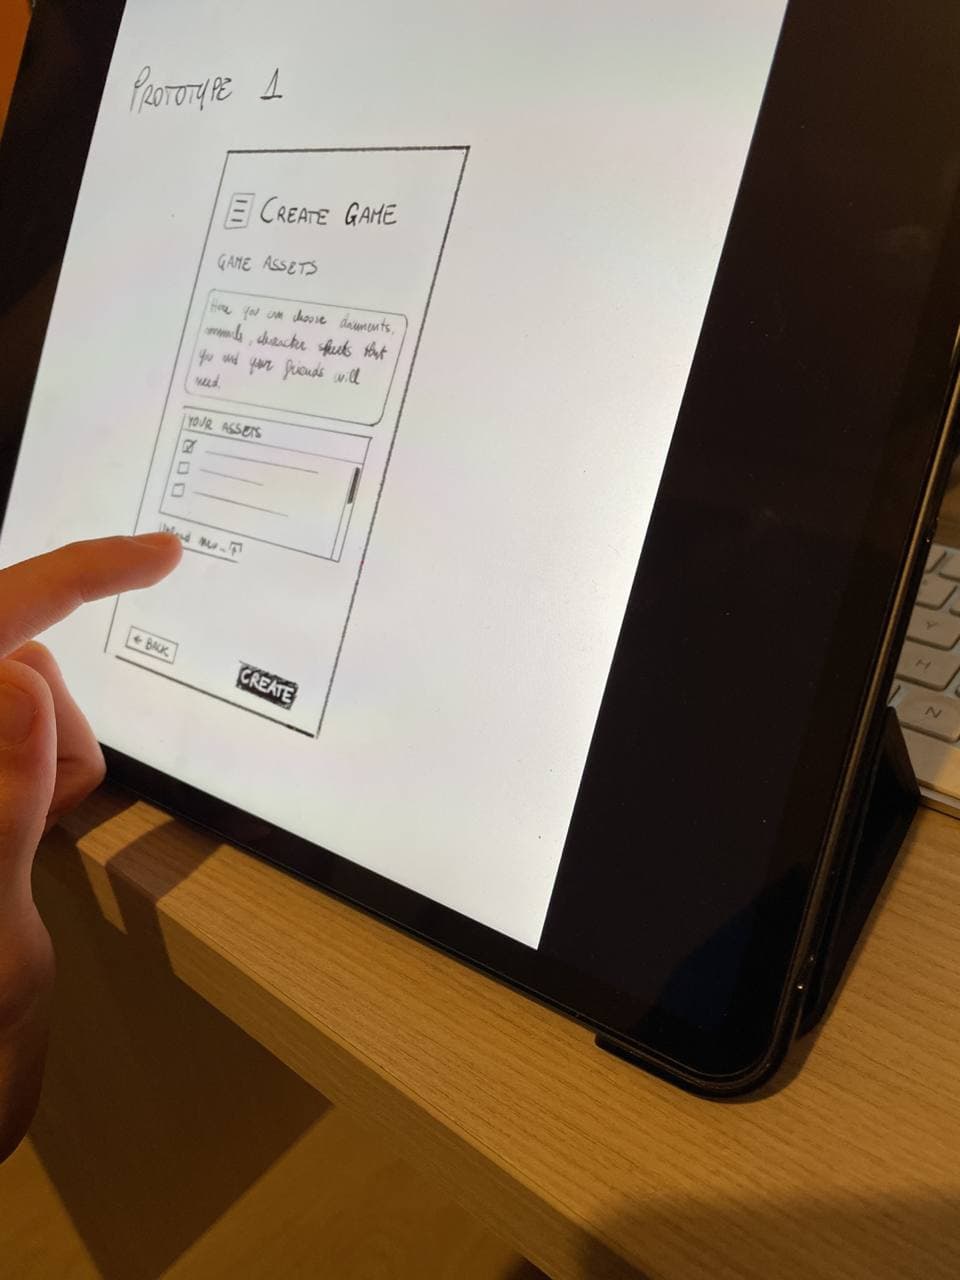 PROTOTYPE 1
CREATE GAME
GAME ASSETS
Here you can choose documents,
manuals, character sheets that
you and your friends will
need.
YOUR ASSETS
new...
← BACK
CREATE
Y
H
N